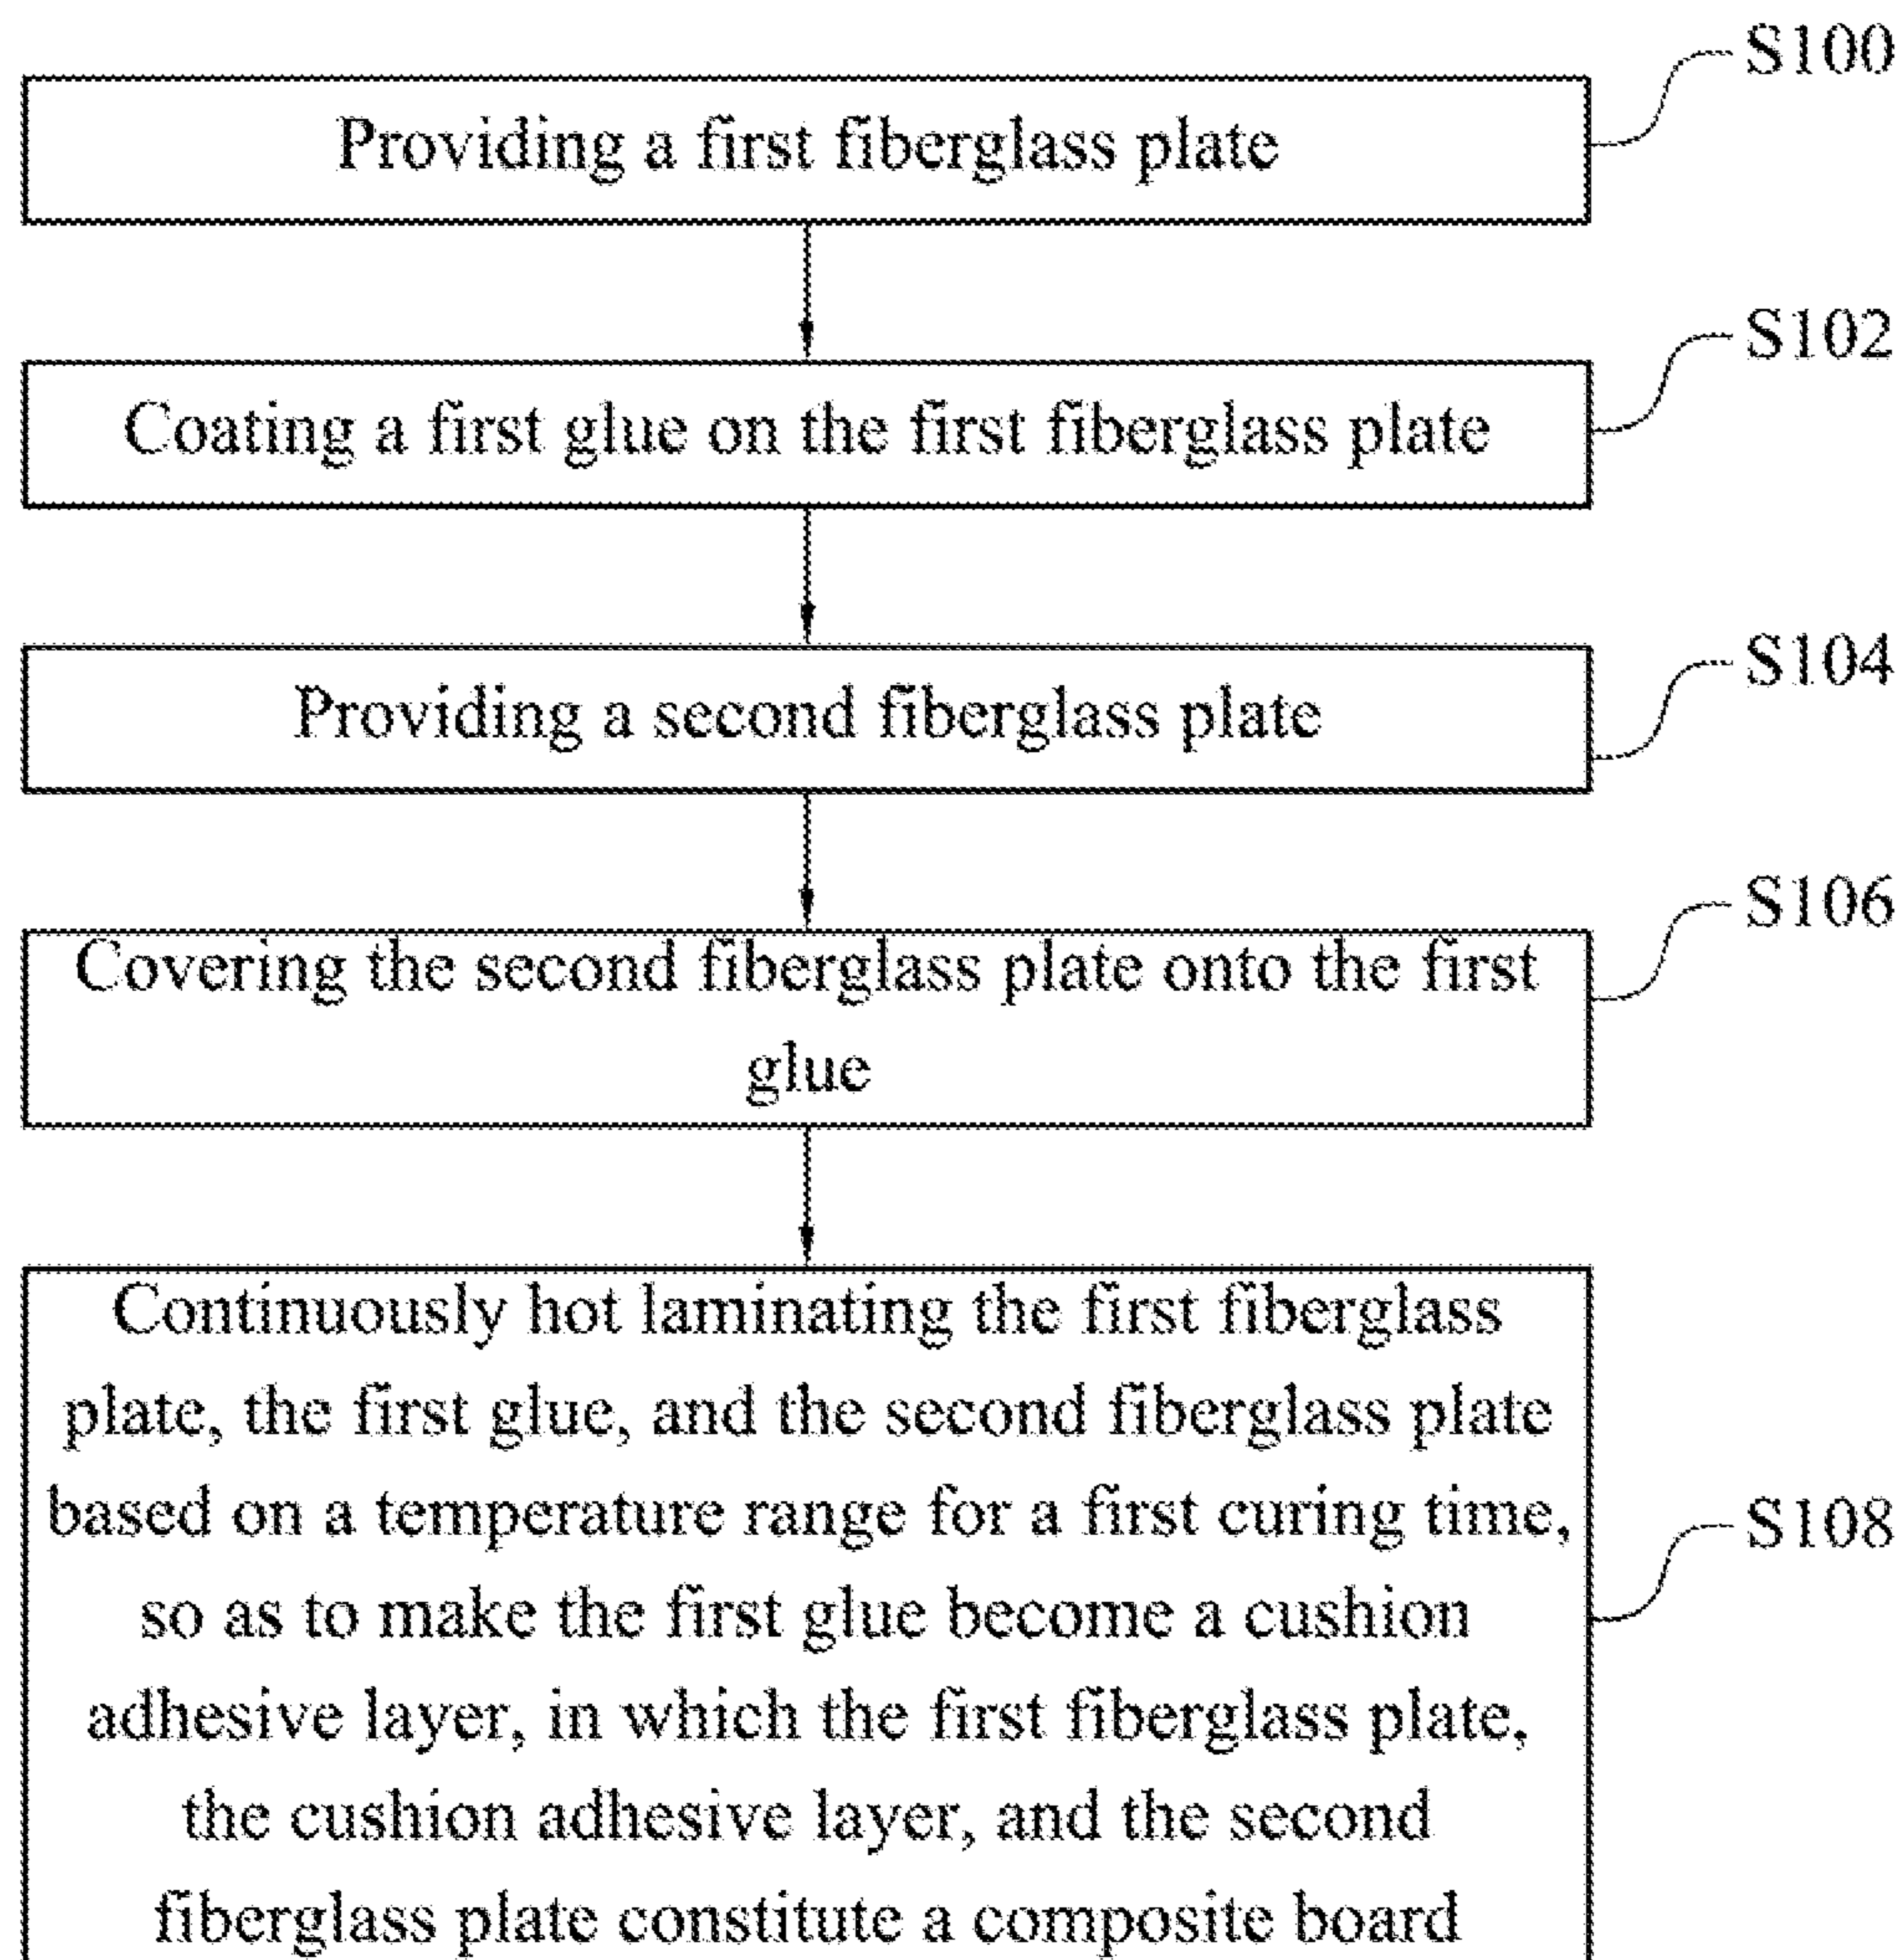 S100
Providing a first fiberglass plate
S102
Coating a first glue on the first fiberglass plate
S104
Providing a second fiberglass plate
S106
Covering the second fiberglass plate onto the first
glue
Continuously hot laminating the first fiberglass
plate, the first glue, and the second fiberglass plate
based on a temperature range for a first curing time,
S108
so as to make the first glue become a cushion
adhesive layer, in which the first fiberglass plate,
the cushion adhesive layer, and the second
fiberglass plate constitute a composite board